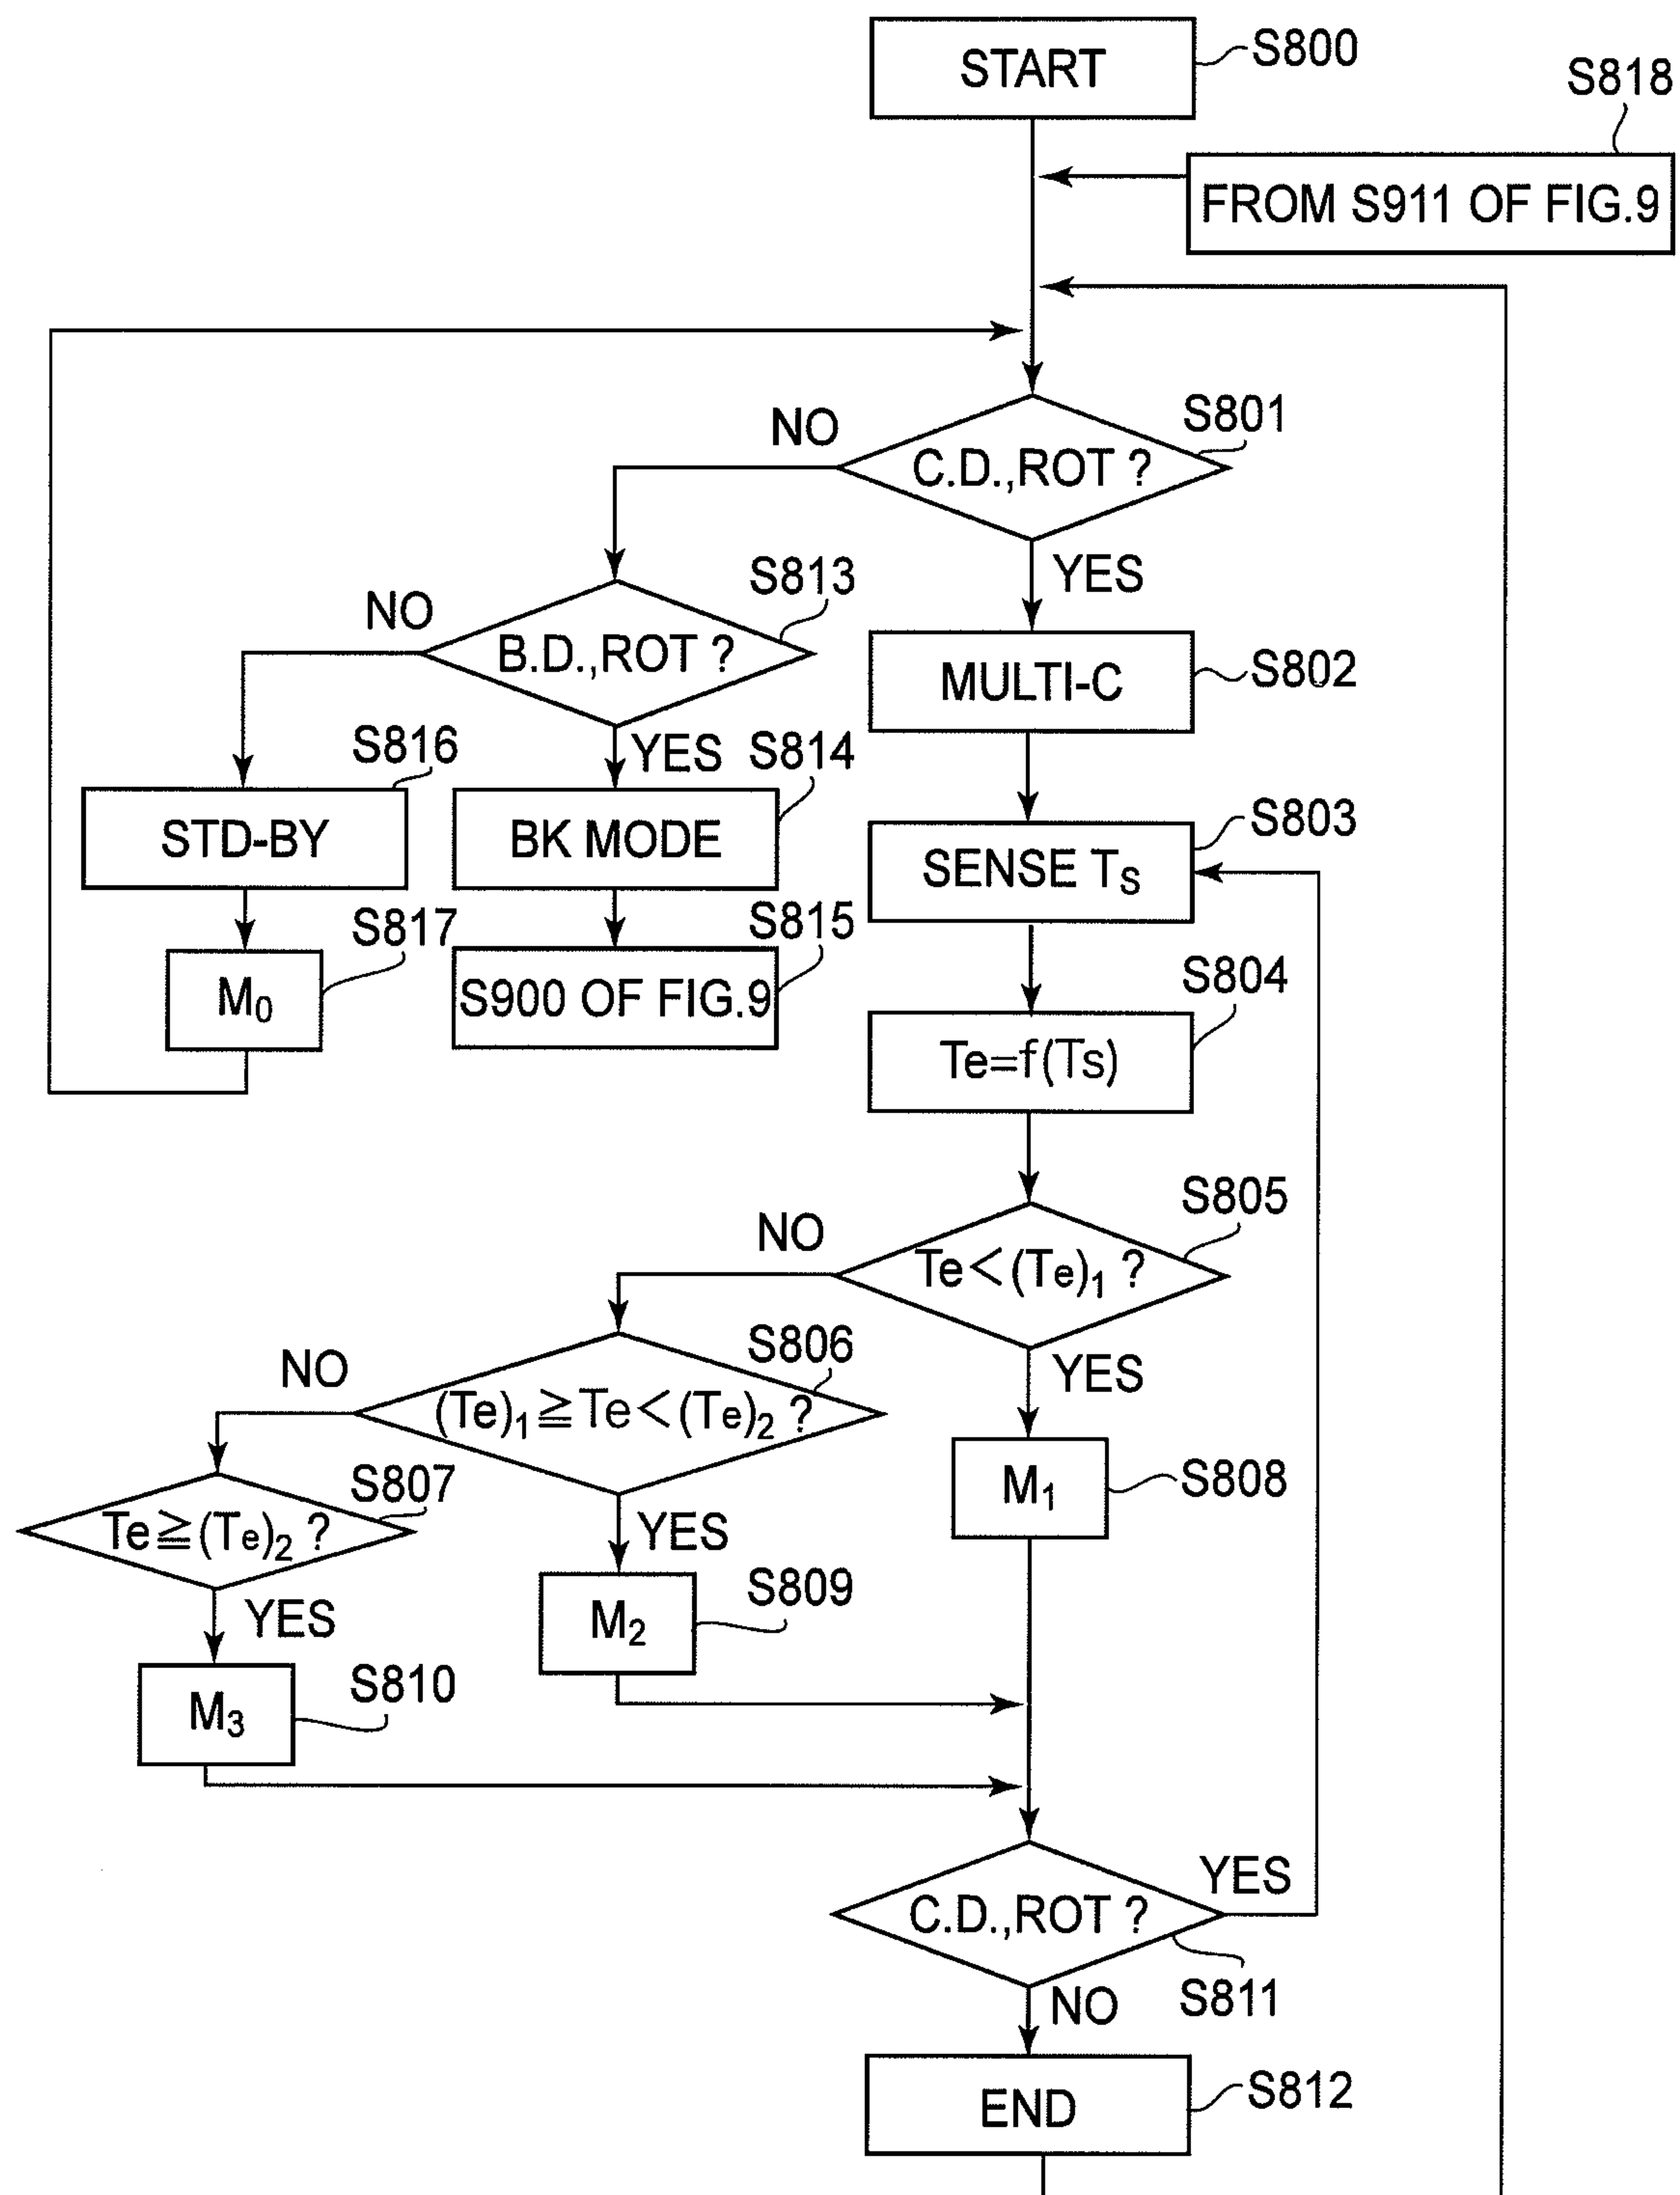 START
S800
S818
FROM S911 OF FIG.9
NO
C.D.,ROT ?
S801
YES
NO
B.D.,ROT ?
S813
MULTI-C
S802
S816
YES
S814
STD-BY
BK MODE
SENSE TS
S803
S817
S815
M0
S900 OF FIG.9
S804
Te=f(Ts)
NO
Te<(Te)1 ?
S805
NO
(Te)1≧Te<(Te)2 ?
S806
YES
Te≧(Te)2 ?
S807
M1
S808
YES
YES
M2
S809
M3
S810
C.D.,ROT ?
YES
S811
NO
END
S812